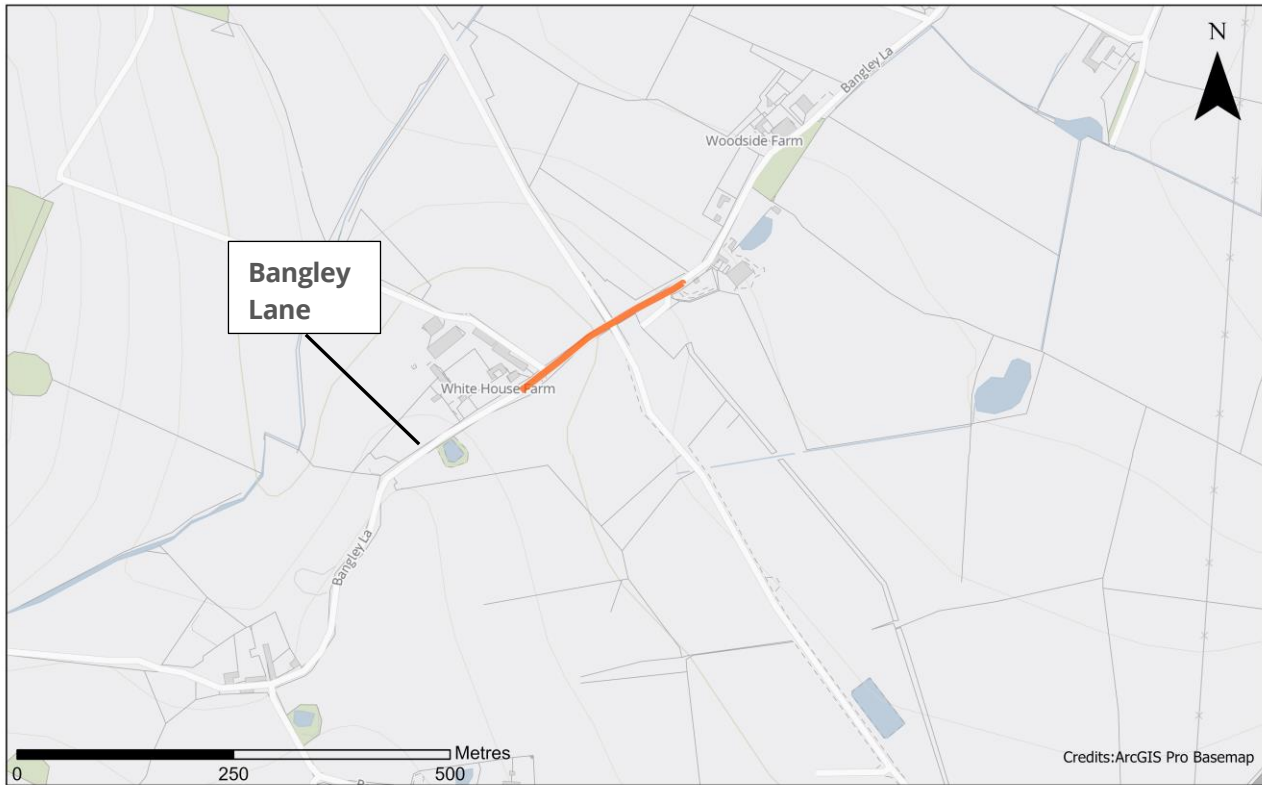 N
Bangley La
Woodside Farm
Bangley
Lane
White House Farm
Bangley La
Metres
0 250 500
Credits:ArcGIS Pro Basemap